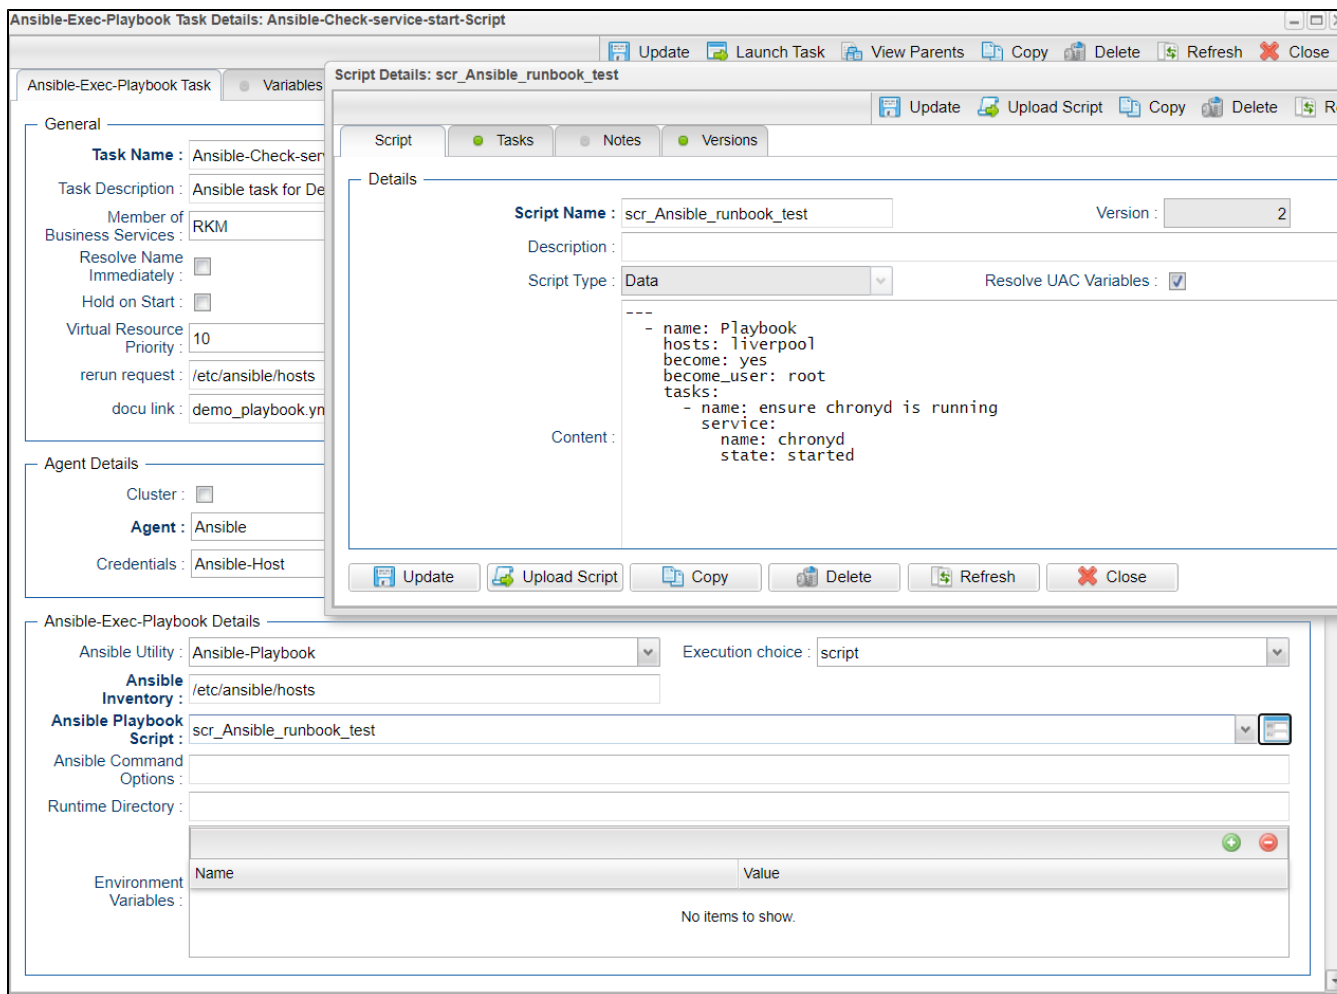 Ansible-Exec-Playbook Task Details: Ansible-Check-service-start-Script
Update Launch Task View Parents Copy Delete Refresh Close
Ansible-Exec-Playbook Task Variables
General
Task Name : Ansible-Check-ser
Task Description : Ansible task for De
Member of
Business Services : RKM
Resolve Name
Immediately :
Hold on Start :
Virtual Resource
Priority : 10
rerun request : /etc/ansible/hosts
docu link : demo_playbook.yn
Agent Details
Cluster :
Agent : Ansible
Credentials : Ansible-Host
Script Details: scr_Ansible_runbook_test
Update Upload Script Copy Delete R
Script Tasks Notes Versions
Details
Script Name : scr_Ansible_runbook_test Version : 2
Description :
Script Type : Data Resolve UAC Variables :
Content :
---
- name: Playbook
hosts: liverpool
become: yes
become_user: root
tasks:
- name: ensure chronyd is running
service:
name: chronyd
state: started
Update Upload Script Copy Delete Refresh Close
Ansible-Exec-Playbook Details
Ansible Utility : Ansible-Playbook Execution choice : script
Ansible
Inventory : /etc/ansible/hosts
Ansible Playbook
Script : scr_Ansible_runbook_test
Ansible Command
Options :
Runtime Directory :
Environment
Variables :
Name Value
No items to show.